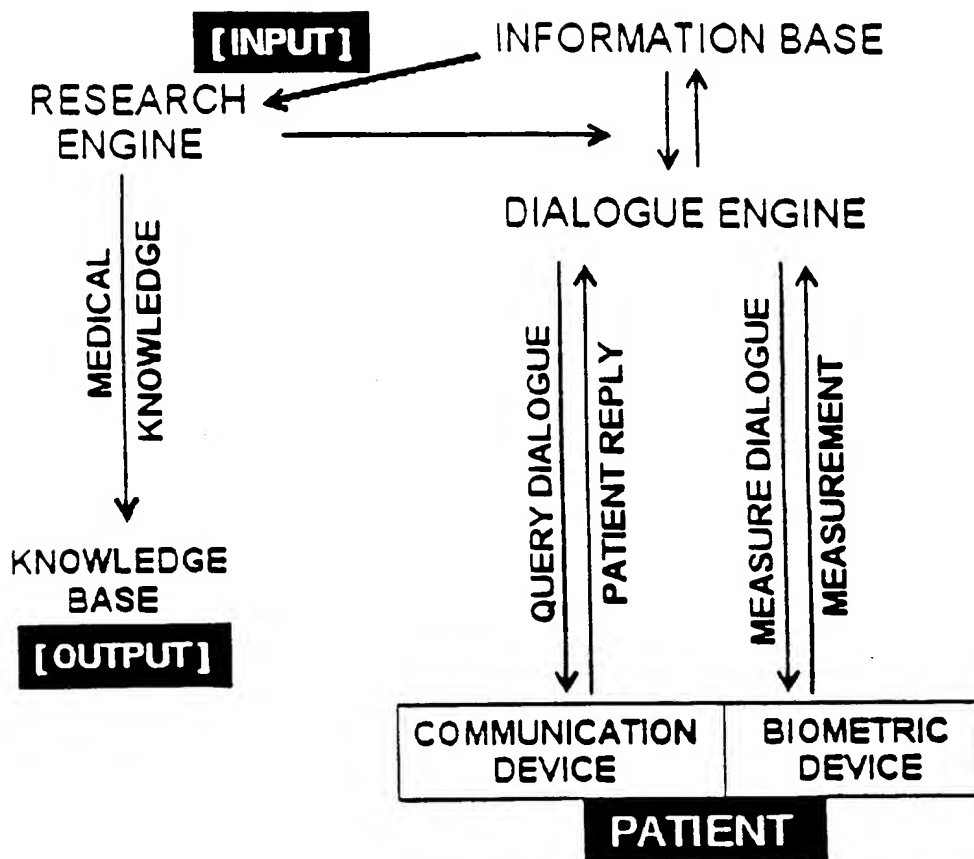 [INPUT]
INFORMATION BASE
RESEARCH
ENGINE
DIALOGUE ENGINE
MEDICAL
KNOWLEDGE
QUERY DIALOGUE
PATIENT REPLY
MEASURE DIALOGUE
MEASUREMENT
KNOWLEDGE
BASE
[OUTPUT]
COMMUNICATION
DEVICE
BIOMETRIC
DEVICE
PATIENT